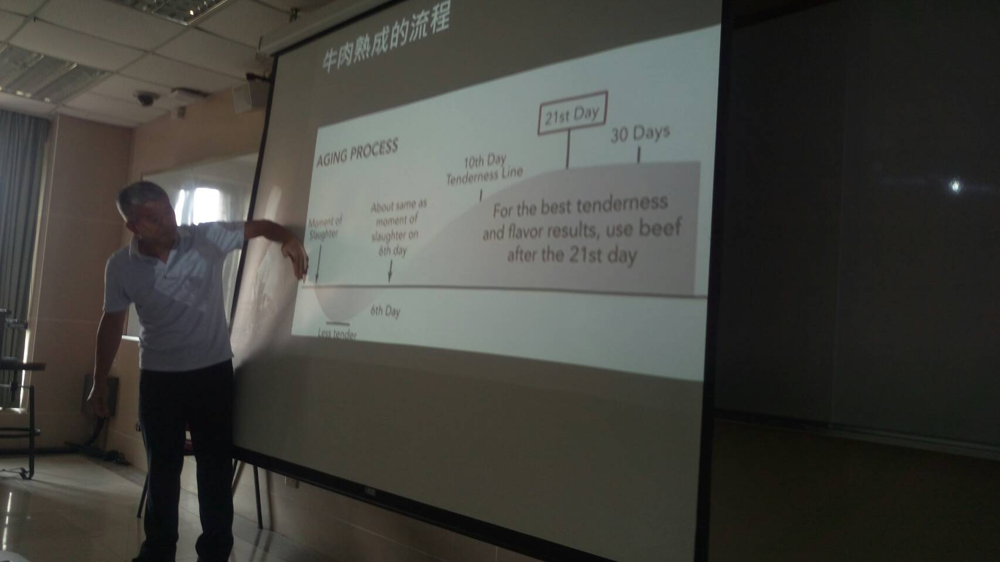 牛肉熟成的流程
AGING PROCESS
Moment of
Slaughter
About same as
moment of
slaughter on
6th day
10th Day
Tenderness Line
21st Day
30 Days
For the best tenderness
and flavor results, use beef
after the 21st day
6th Day
Less tender